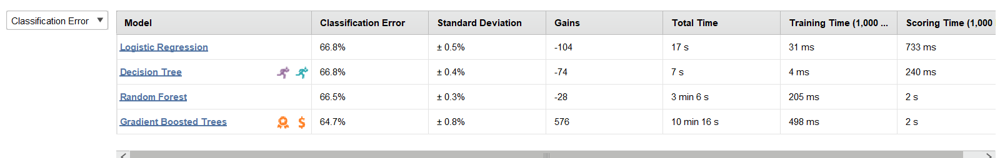 Classification Error
Model Classification Error Standard Deviation Gains Total Time Training Time (1,000 ... Scoring Time (1,000
Logistic Regression 66.8% ± 0.5% -104 17 s 31 ms 733 ms
Decision Tree 66.8% ± 0.4% -74 7 s 4 ms 240 ms
Random Forest 66.5% ± 0.3% -28 3 min 6 s 205 ms 2 s
Gradient Boosted Trees $ 64.7% ± 0.8% 576 10 min 16 s 498 ms 2 s